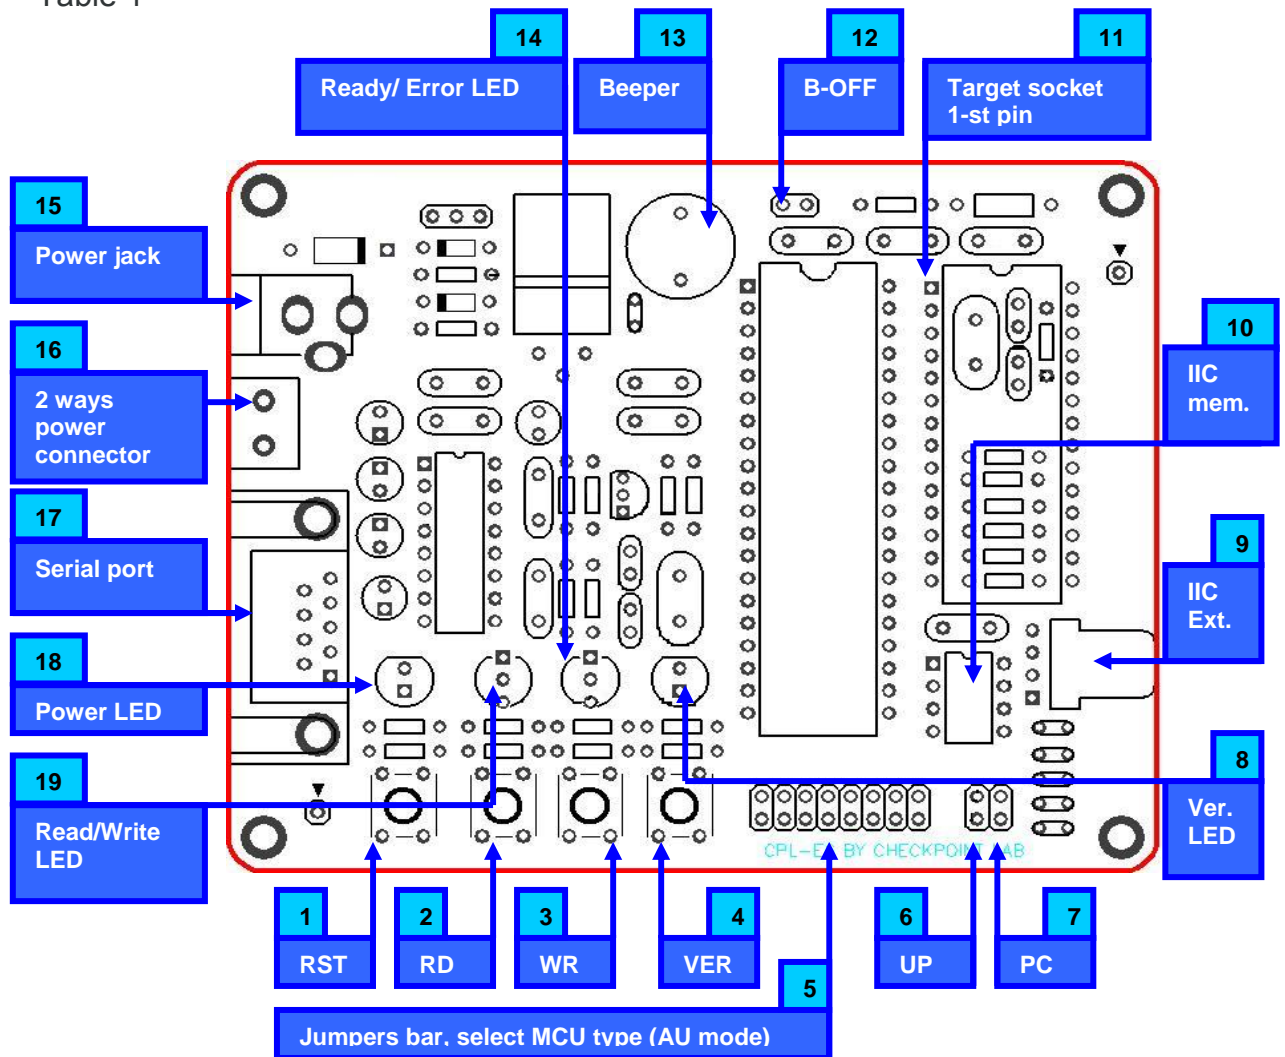 Table 1
14
13
12
11
Ready/ Error LED
Beeper
B-OFF
Target socket
1-st pin
15
Power jack
16
2 ways
power
connector
17
Serial port
18
Power LED
19
Read/Write
LED
10
IIC
mem.
9
IIC
Ext.
8
Ver.
LED
CPL-E BY CHECKPOINT LAB
1
RST
2
RD
3
WR
4
VER
6
UP
7
PC
5
Jumpers bar, select MCU type (AU mode)